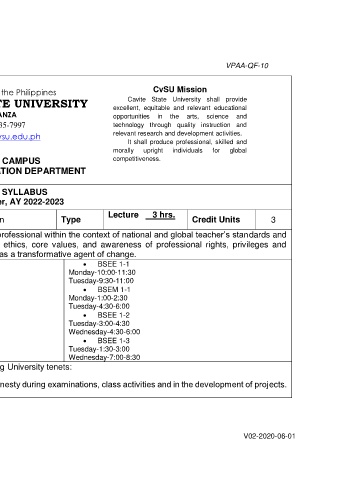 VPAA-QF-10
the Philippines
TE UNIVERSITY
ANZA
35-7997
vsu.edu.ph
CAMPUS
TION DEPARTMENT
CvSU Mission
Cavite State University shall provide
excellent, equitable and relevant educational
opportunities in the arts, science and
technology through quality instruction and
relevant research and development activities.
It shall produce professional, skilled and
morally upright individuals for global
competitiveness.
SYLLABUS
er, AY 2022-2023
n Type Lecture 3 hrs. Credit Units 3
professional within the context of national and global teacher's standards and
ethics, core values, and awareness of professional rights, privileges and
as a transformative agent of change.
• BSEE 1-1
Monday-10:00-11:30
Tuesday-9:30-11:00
• BSEM 1-1
Monday-1:00-2:30
Tuesday-4:30-6:00
• BSEE 1-2
Tuesday-3:00-4:30
Wednesday-4:30-6:00
• BSEE 1-3
Tuesday-1:30-3:00
Wednesday-7:00-8:30
g University tenets:
nesty during examinations, class activities and in the development of projects.
V02-2020-06-01